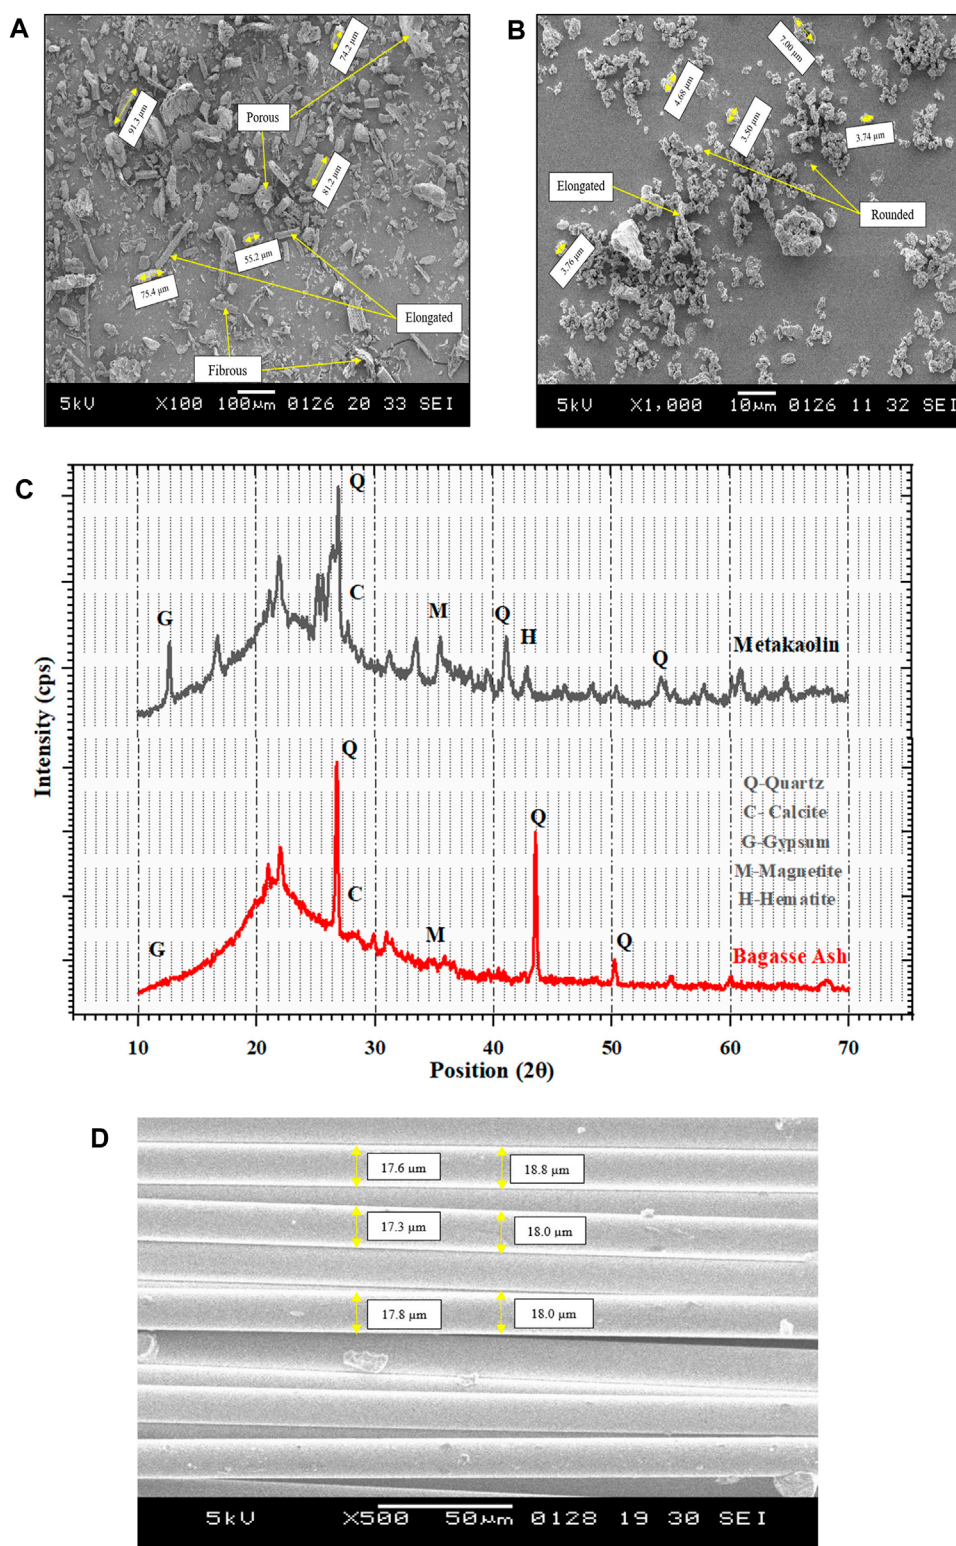 A
74.2 µm
91.3 µm
Porous
81.2 µm
55.2 µm
75.4 µm
Elongated
Fibrous
5kV X100 100µm 0126 20 33 SEI
B
7.00 µm
4.68 µm
3.50 µm
3.74 µm
Elongated
Rounded
3.76 µm
5kV X1,000 10µm 0126 11 32 SEI
C
Q
C
G
M
Q
H
Q
Metakaolin
Q
Q
C
G
M
Q
Q-Quartz
C- Calcite
G-Gypsum
M-Magnetite
H-Hematite
Bagasse Ash
Intensity (cps)
10 20 30 40 50 60 70
Position (2θ)
D
17.6 µm 18.8 µm
17.3 µm 18.0 µm
17.8 µm 18.0 µm
5kV X500 50µm 0128 19 30 SEI